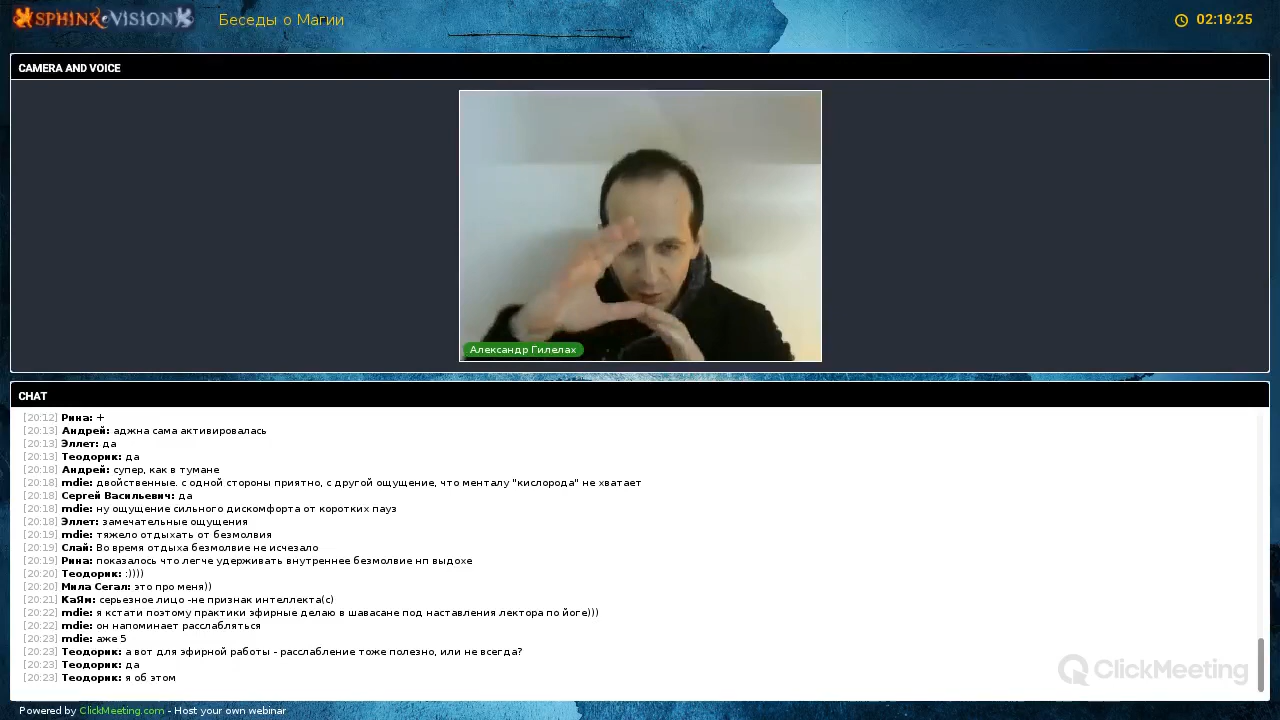 SPHINX VISION
Беседы о Магии
02:19:25
CAMERA AND VOICE
Александр Гилелах
CHAT
[20:12] Рина: +
[20:13] Андрей: аджна сама активировалась
[20:13] Эллет: да
[20:13] Теодорик: да
[20:18] Андрей: супер, как в тумане
[20:18] mdie: двойственные. с одной стороны приятно, с другой ощущение, что менталу "кислорода" не хватает
[20:18] Сергей Васильевич: да
[20:18] mdie: ну ощущение сильного дискомфорта от коротких пауз
[20:18] Эллет: замечательные ощущения
[20:19] mdie: тяжело отдыхать от безмолвия
[20:19] Слай: Во время отдыха безмолвие не исчезало
[20:19] Рина: показалось что легче удерживать внутреннее безмолвие нп выдохе
[20:20] Теодорик: :))))
[20:20] Мила Сегал: это про меня))
[20:21] КаЯм: серьезное лицо -не признак интеллекта(с)
[20:22] mdie: я кстати поэтому практики эфирные делаю в шавасане под наставления лектора по йоге)))
[20:22] mdie: он напоминает расслабляться
[20:23] mdie: аже 5
[20:23] Теодорик: а вот для эфирной работы - расслабление тоже полезно, или не всегда?
[20:23] Теодорик: да
[20:23] Теодорик: я об этом
ClickMeeting
Powered by ClickMeeting.com - Host your own webinar